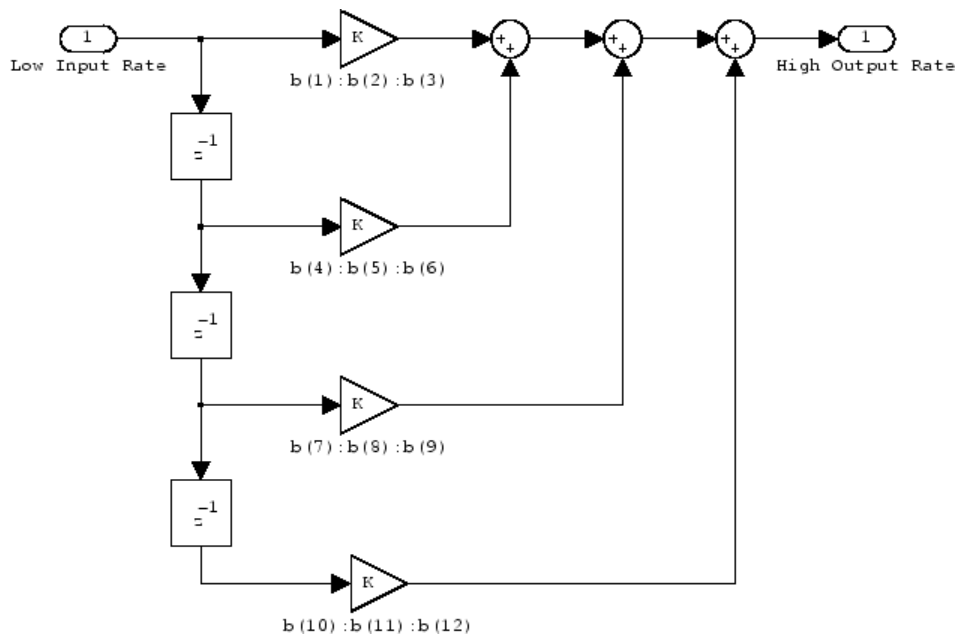 1
K
+
+
+
+
+
+
1
Low Input Rate
High Output Rate
b(1):b(2):b(3)
z-1
K
b(4):b(5):b(6)
z-1
K
b(7):b(8):b(9)
z-1
K
b(10):b(11):b(12)